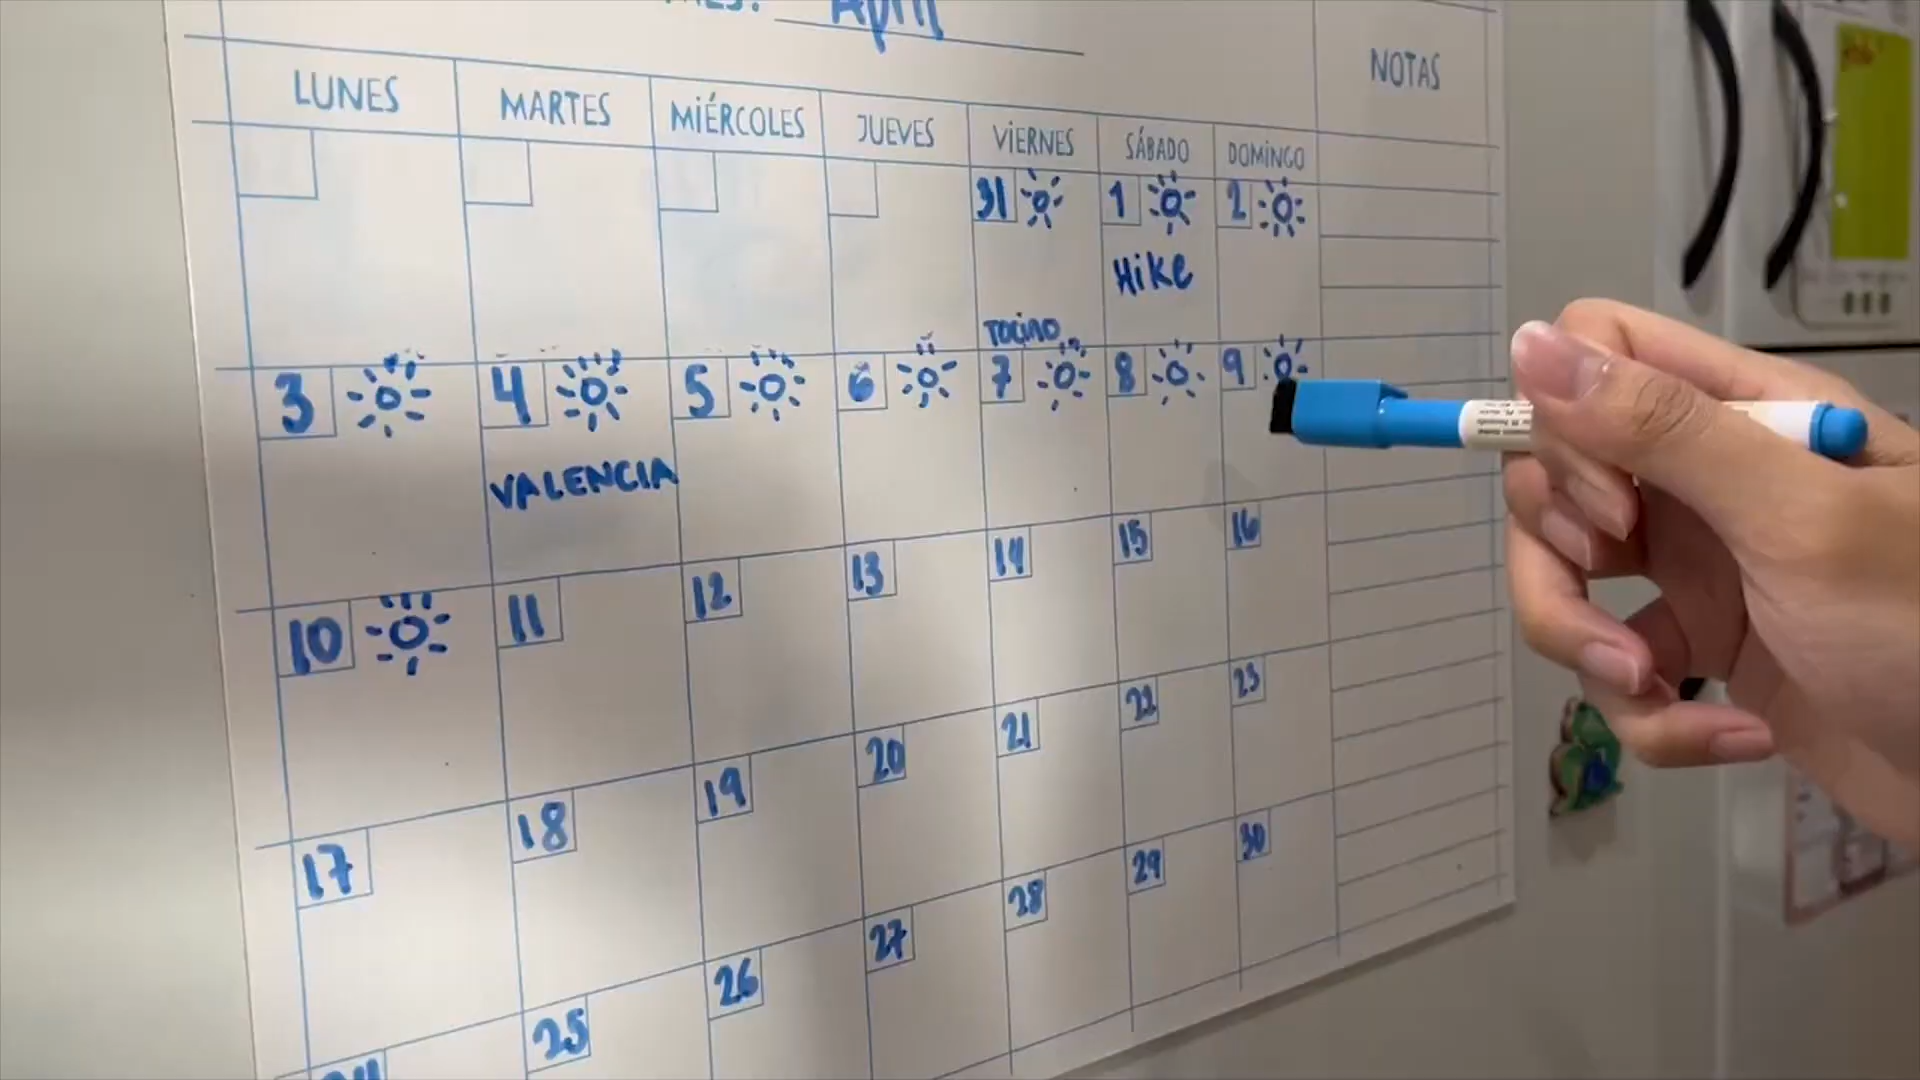 MES: April
LUNES MARTES MIÉRCOLES JUEVES VIERNES SÁBADO DOMINGO NOTAS
31 1 2
Hike
TOCINO
3 4 5 6 7 8 9
VALENCIA
10 11 12 13 14 15 16
17 18 19 20 21 22 23
24 25 26 27 28 29 30